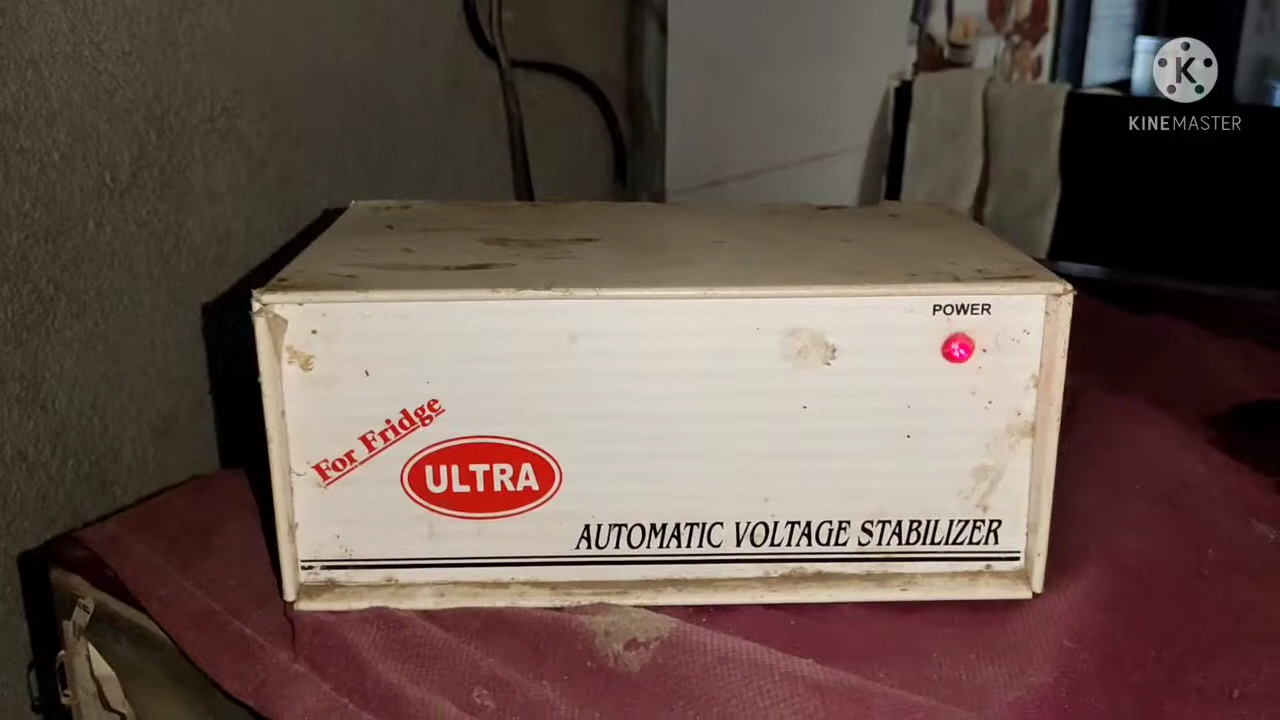 K
KINEMASTER
POWER
For Fridge
ULTRA
AUTOMATIC VOLTAGE STABILIZER